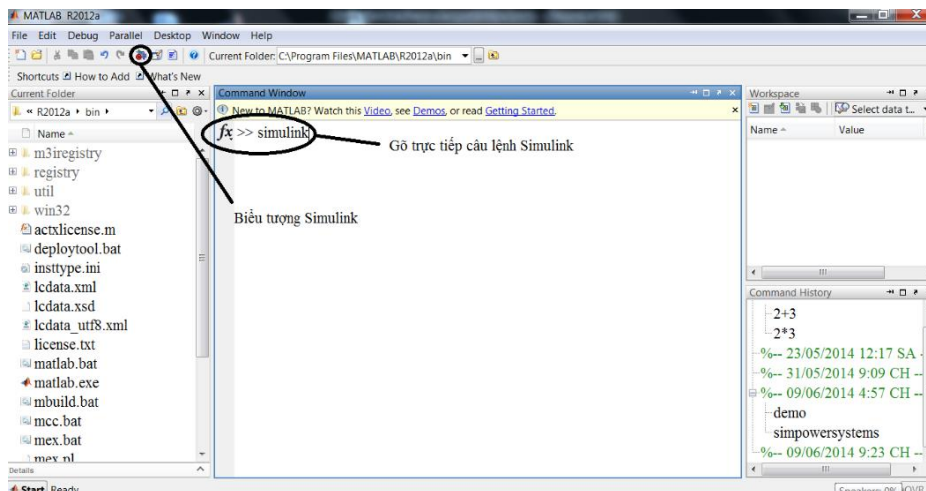 MATLAB R2012a
File Edit Debug Parallel Desktop Window Help
Current Folder: C:\Program Files\MATLAB\R2012a\bin
Shortcuts How to Add What's New
Current Folder
« R2012a ▸ bin ▸
Name
m3iregistry
registry
util
win32
actxlicense.m
deploytool.bat
insttype.ini
lcdata.xml
lcdata.xsd
lcdata_utf8.xml
license.txt
matlab.bat
matlab.exe
mbuild.bat
mcc.bat
mex.bat
mex.pl
Details
Command Window
New to MATLAB? Watch this Video, see Demos, or read Getting Started.
fx >> simulink
Gõ trực tiếp câu lệnh Simulink
Biểu tượng Simulink
Workspace
Select data t...
Name Value
Command History
2+3
2*3
%-- 23/05/2014 12:17 SA -
%-- 31/05/2014 9:09 CH --
%-- 09/06/2014 4:57 CH --
demo
simpowersystems
%-- 09/06/2014 9:23 CH --
Start Ready
Speakers: 0% OVR